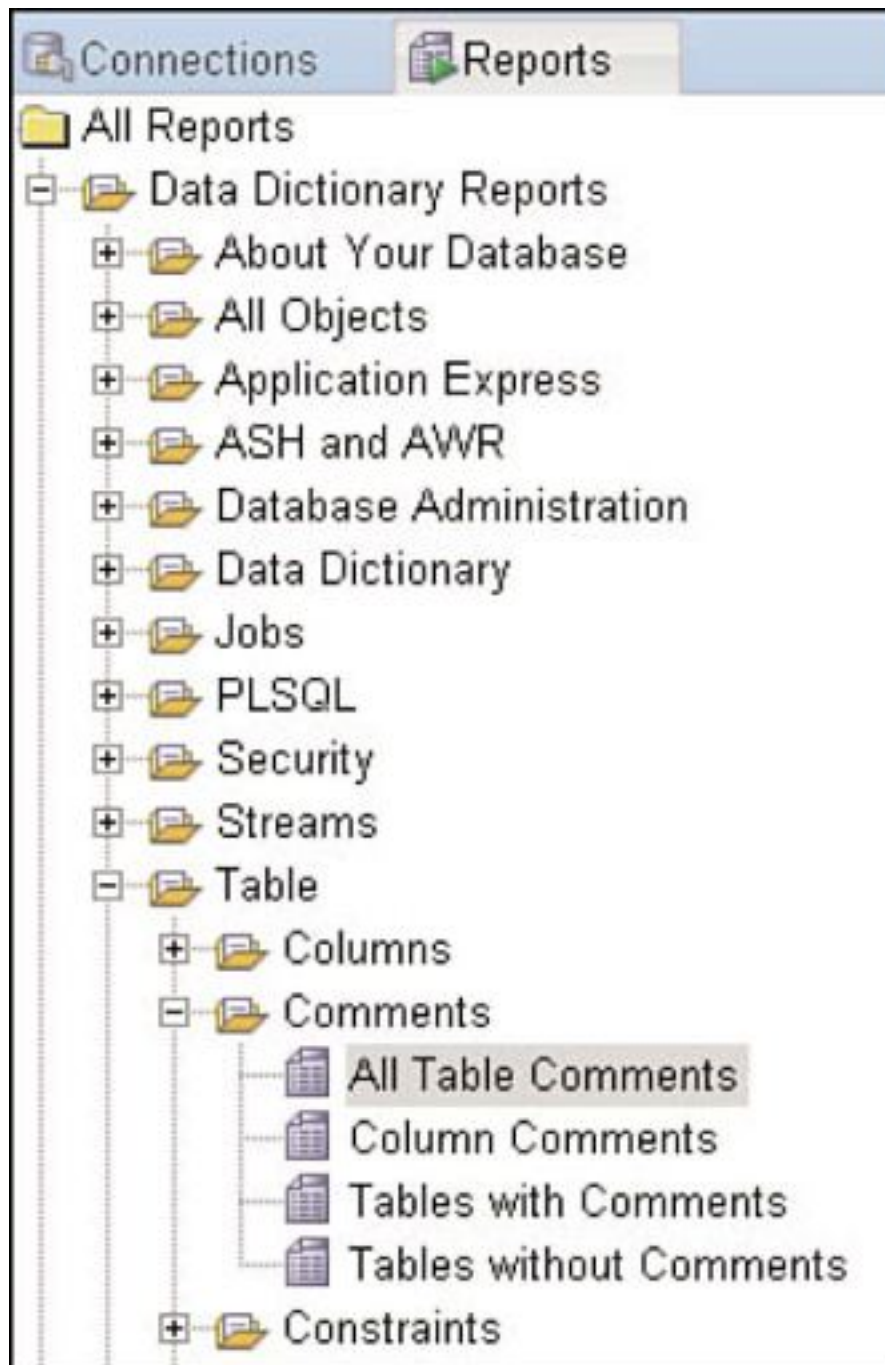 Connections Reports
All Reports
Data Dictionary Reports
About Your Database
All Objects
Application Express
ASH and AWR
Database Administration
Data Dictionary
Jobs
PLSQL
Security
Streams
Table
Columns
Comments
All Table Comments
Column Comments
Tables with Comments
Tables without Comments
Constraints